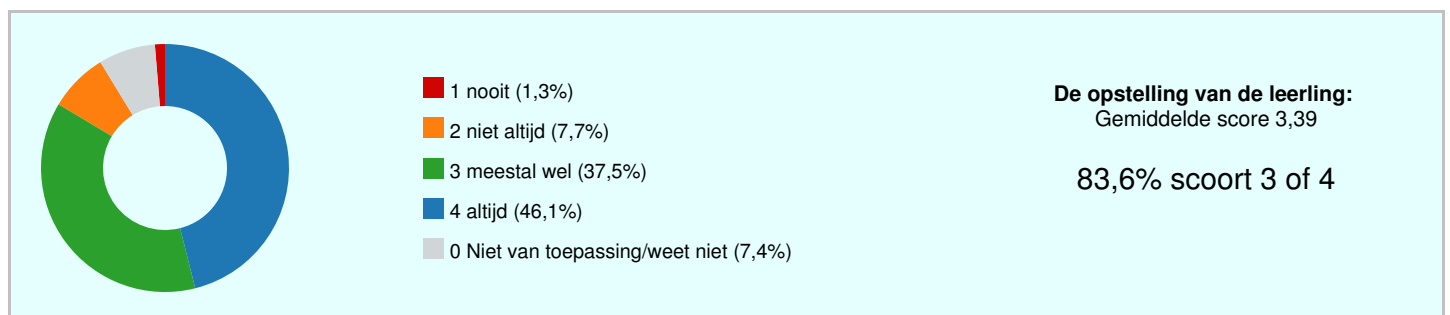 1 nooit (1,3%)
2 niet altijd (7,7%)
3 meestal wel (37,5%)
4 altijd (46,1%)
0 Niet van toepassing/weet niet (7,4%)
De opstelling van de leerling:
Gemiddelde score 3,39
83,6% scoort 3 of 4